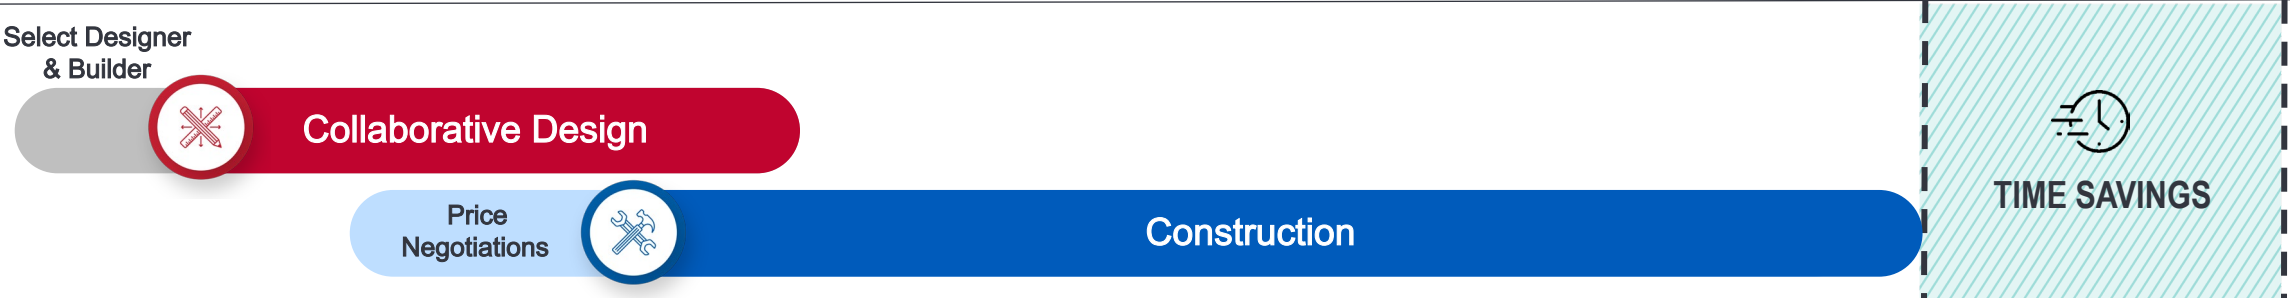 Select Designer
& Builder
Collaborative Design
Price
Negotiations
Construction
TIME SAVINGS